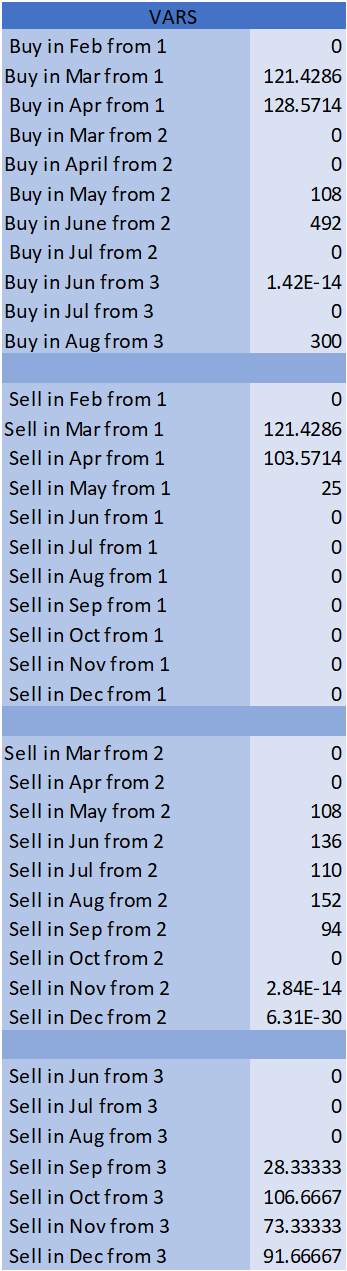 VARS
Buy in Feb from 1 0
Buy in Mar from 1 121.4286
Buy in Apr from 1 128.5714
Buy in Mar from 2 0
Buy in April from 2 0
Buy in May from 2 108
Buy in June from 2 492
Buy in Jul from 2 0
Buy in Jun from 3 1.42E-14
Buy in Jul from 3 0
Buy in Aug from 3 300
Sell in Feb from 1 0
Sell in Mar from 1 121.4286
Sell in Apr from 1 103.5714
Sell in May from 1 25
Sell in Jun from 1 0
Sell in Jul from 1 0
Sell in Aug from 1 0
Sell in Sep from 1 0
Sell in Oct from 1 0
Sell in Nov from 1 0
Sell in Dec from 1 0
Sell in Mar from 2 0
Sell in Apr from 2 0
Sell in May from 2 108
Sell in Jun from 2 136
Sell in Jul from 2 110
Sell in Aug from 2 152
Sell in Sep from 2 94
Sell in Oct from 2 0
Sell in Nov from 2 2.84E-14
Sell in Dec from 2 6.31E-30
Sell in Jun from 3 0
Sell in Jul from 3 0
Sell in Aug from 3 0
Sell in Sep from 3 28.33333
Sell in Oct from 3 106.6667
Sell in Nov from 3 73.33333
Sell in Dec from 3 91.66667